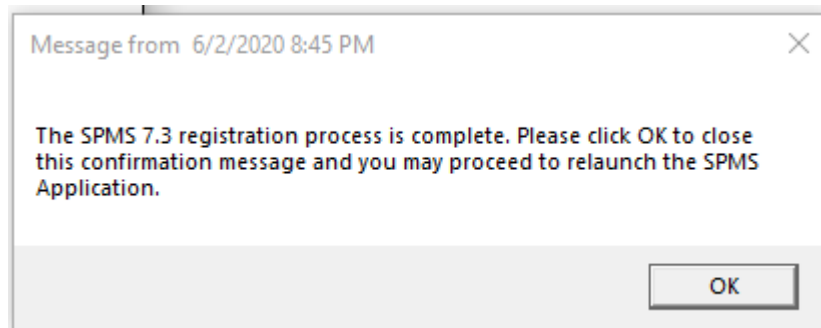 Message from 6/2/2020 8:45 PM
The SPMS 7.3 registration process is complete. Please click OK to close
this confirmation message and you may proceed to relaunch the SPMS
Application.
OK